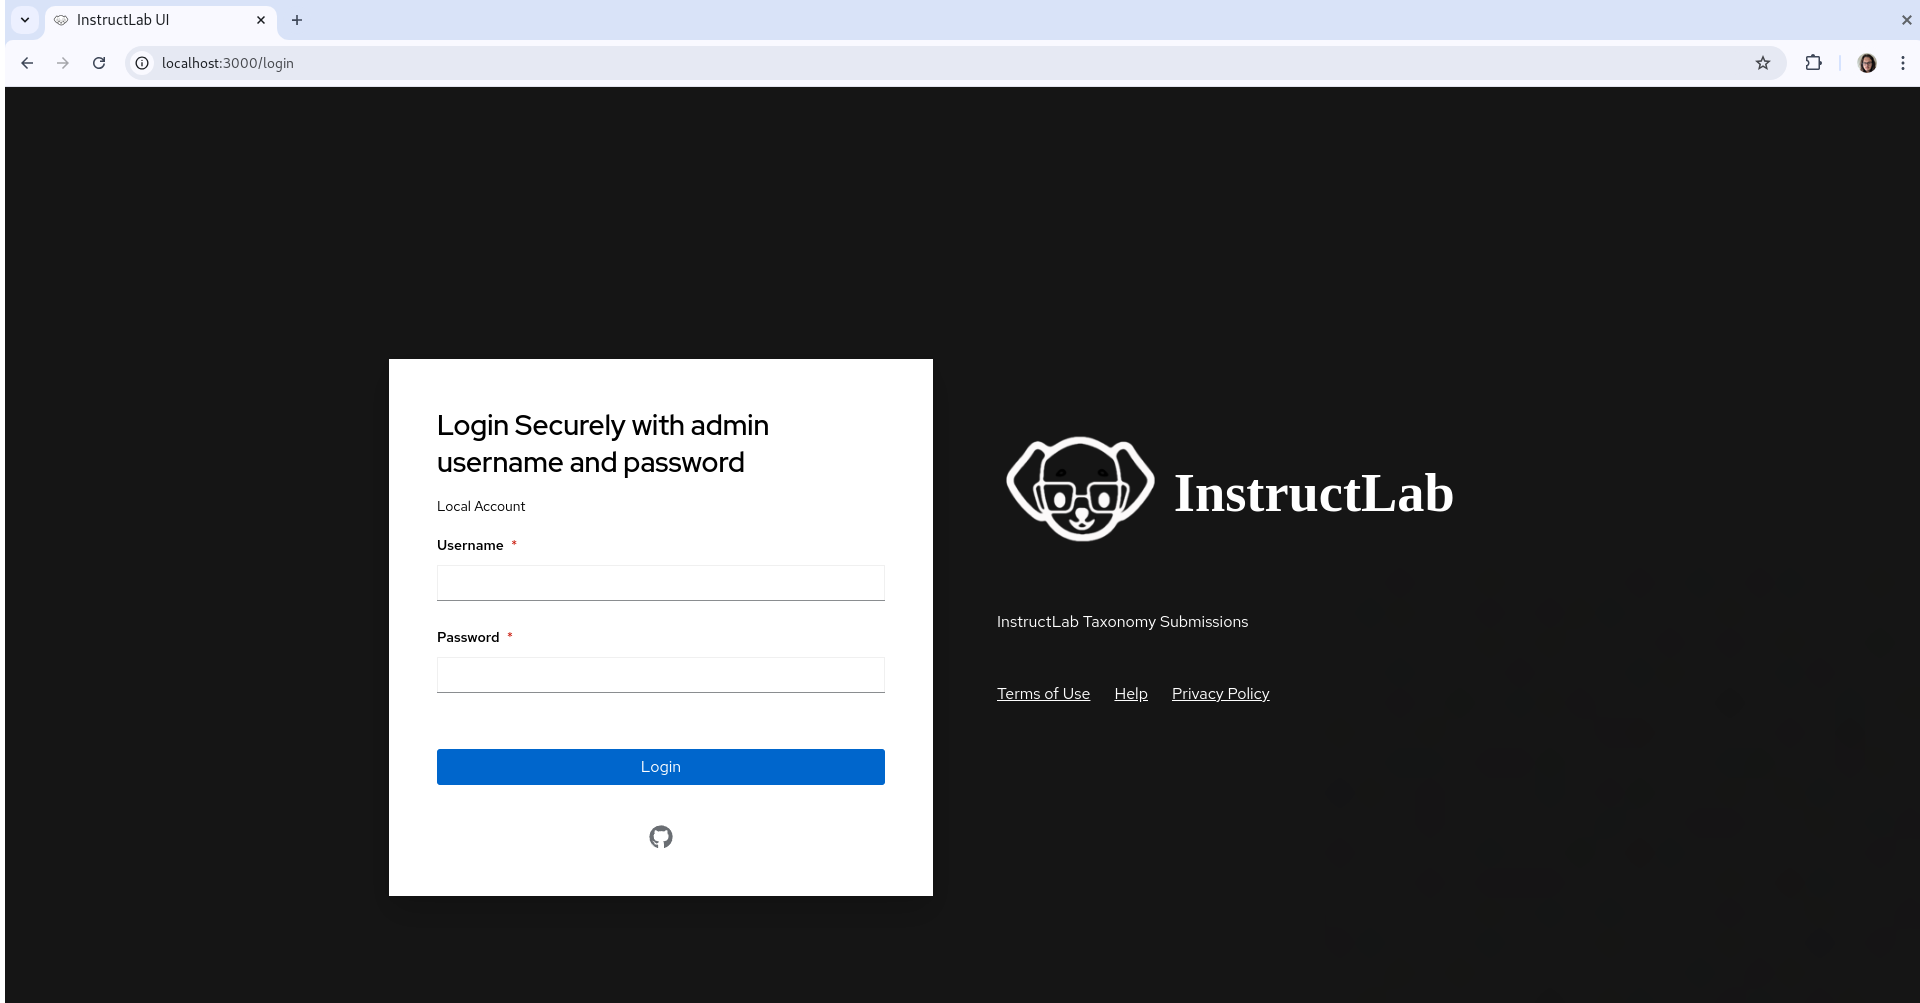 InstructLab UI
localhost:3000/login
Login Securely with admin
username and password
Local Account
Username *
Password *
Login
InstructLab
InstructLab Taxonomy Submissions
Terms of Use Help Privacy Policy